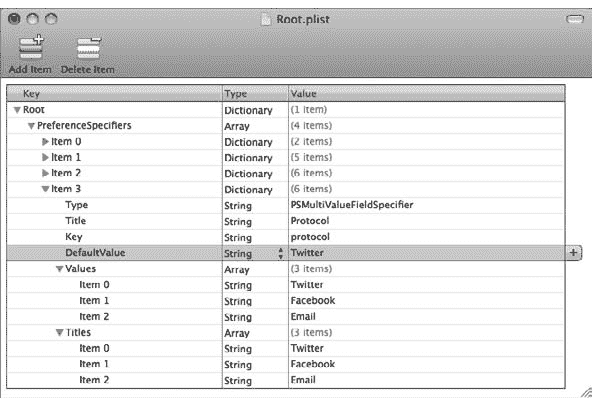 Root.plist
Add Item Delete Item
Key Type Value
Root Dictionary (1 item)
PreferenceSpecifiers Array (4 items)
Item 0 Dictionary (2 items)
Item 1 Dictionary (5 items)
Item 2 Dictionary (6 items)
Item 3 Dictionary (6 items)
Type String PSMultiValueFieldSpecifier
Title String Protocol
Key String protocol
DefaultValue String Twitter
Values Array (3 items)
Item 0 String Twitter
Item 1 String Facebook
Item 2 String Email
Titles Array (3 items)
Item 0 String Twitter
Item 1 String Facebook
Item 2 String Email